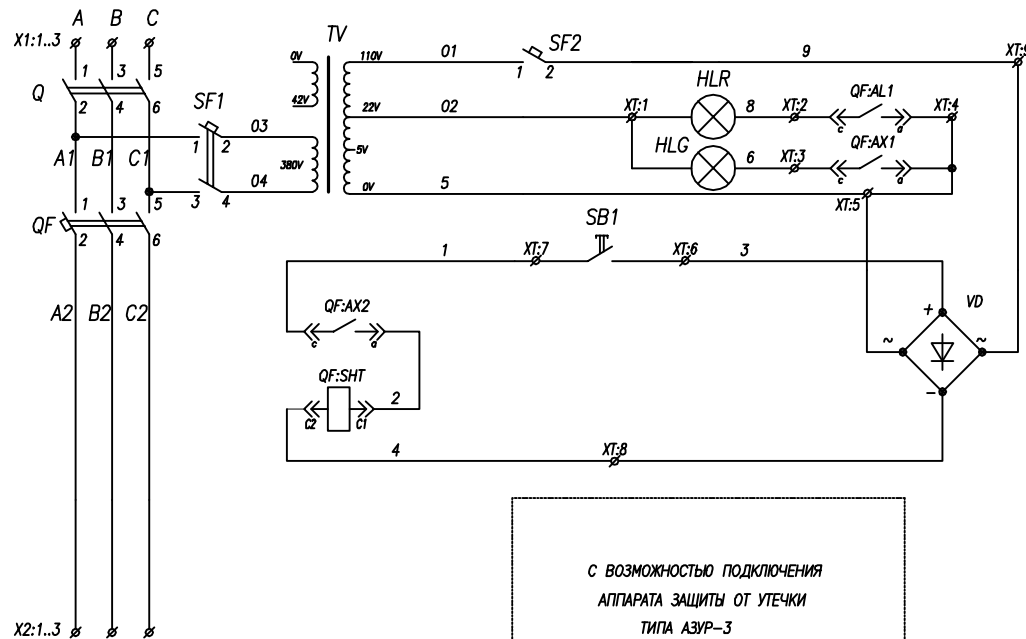 A B C
X1:1..3
Q
1 3 5
2 4 6
SF1
1 2
3 4
03
04
A1 B1 C1
QF
1 3 5
2 4 6
A2 B2 C2
X2:1..3
TV
0V
42V
380V
110V
22V
5V
0V
01
SF2
1 2
9
XT:9
02
XT:1
HLR
8
XT:2
QF:AL1
c a
XT:4
HLG
6
XT:3
QF:AX1
c a
5
XT:5
1
XT:7
SB1
XT:6
3
QF:AX2
c a
QF:SHT
C2 C1
2
4
XT:8
+
VD
~ ~
-
С ВОЗМОЖНОСТЬЮ ПОДКЛЮЧЕНИЯ
АППАРАТА ЗАЩИТЫ ОТ УТЕЧКИ
ТИПА АЗУР-3